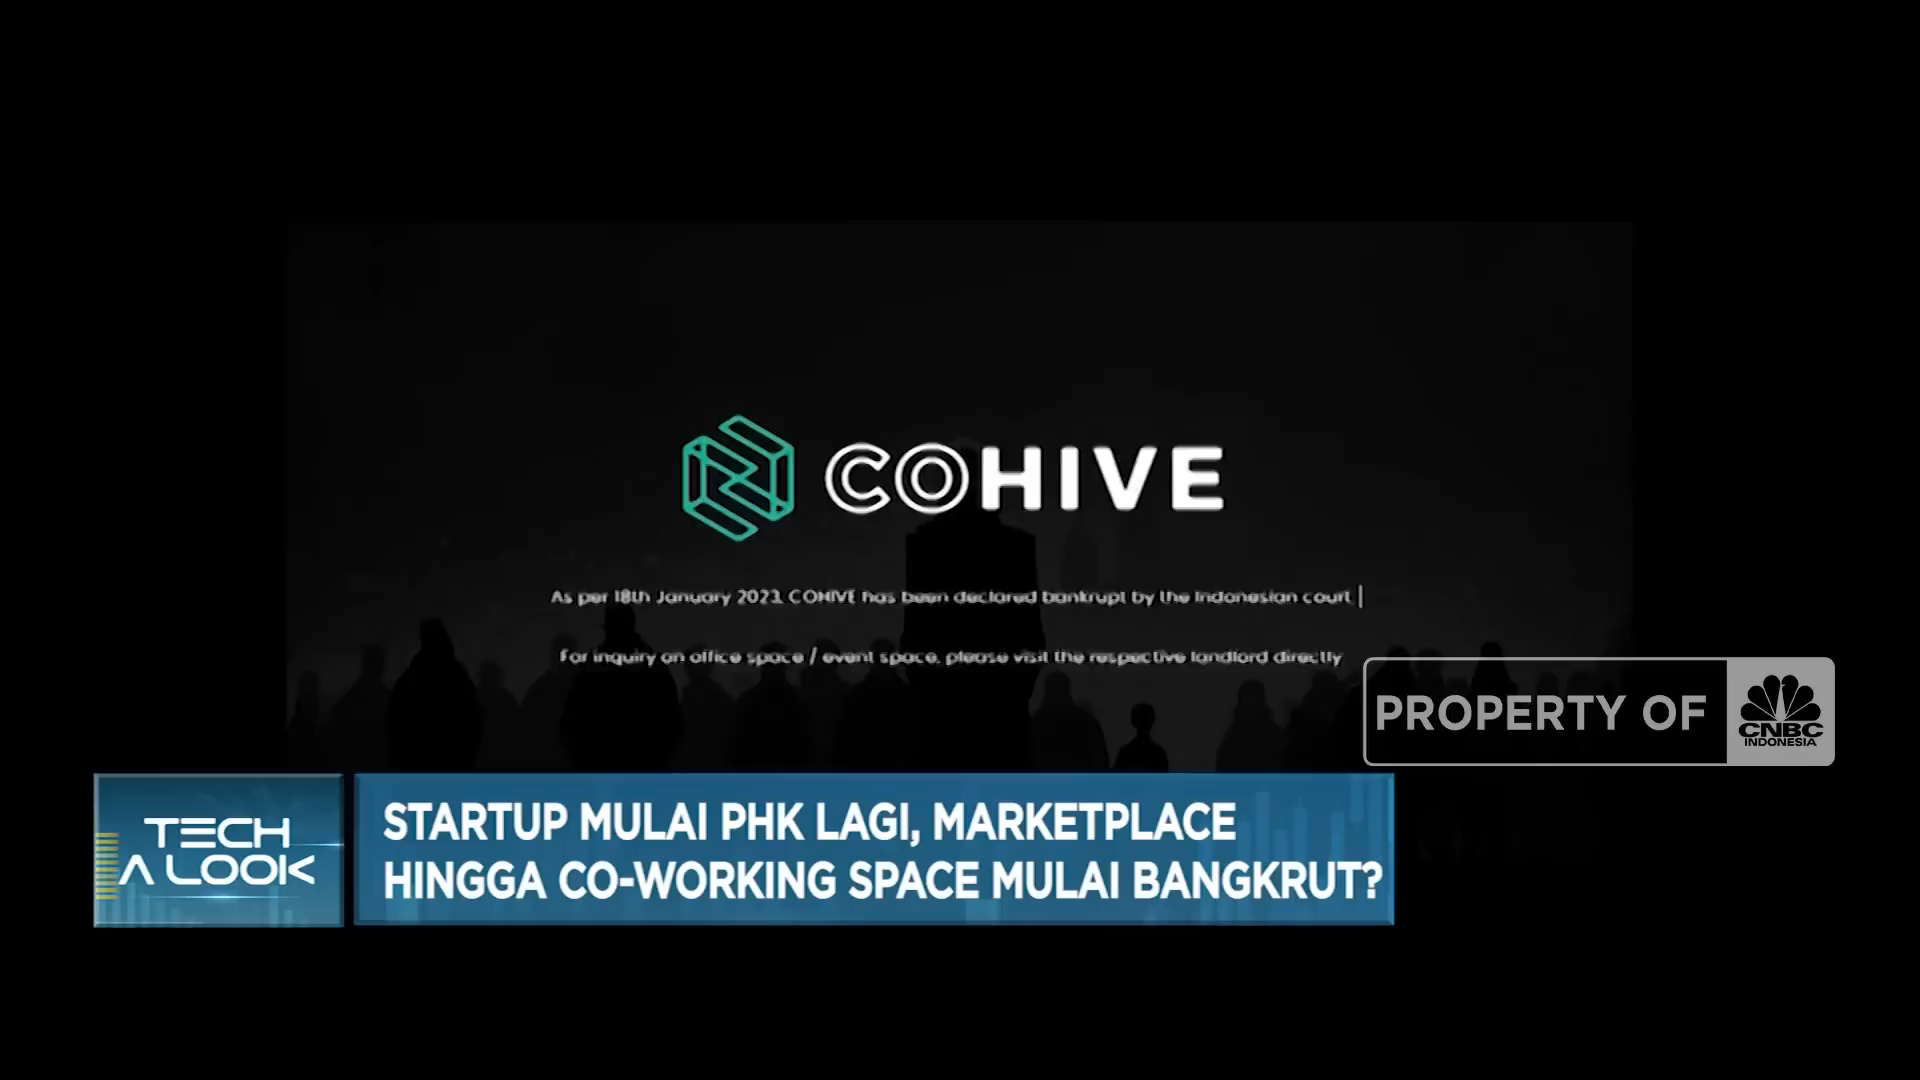 COHIVE
As per 18th January 2023, COHIVE has been declared bankrupt by the Indonesian court |
For inquiry on office space / event space, please visit the respective landlord directly
PROPERTY OF
CNBC
INDONESIA
TECH
A LOOK
STARTUP MULAI PHK LAGI, MARKETPLACE
HINGGA CO-WORKING SPACE MULAI BANGKRUT?